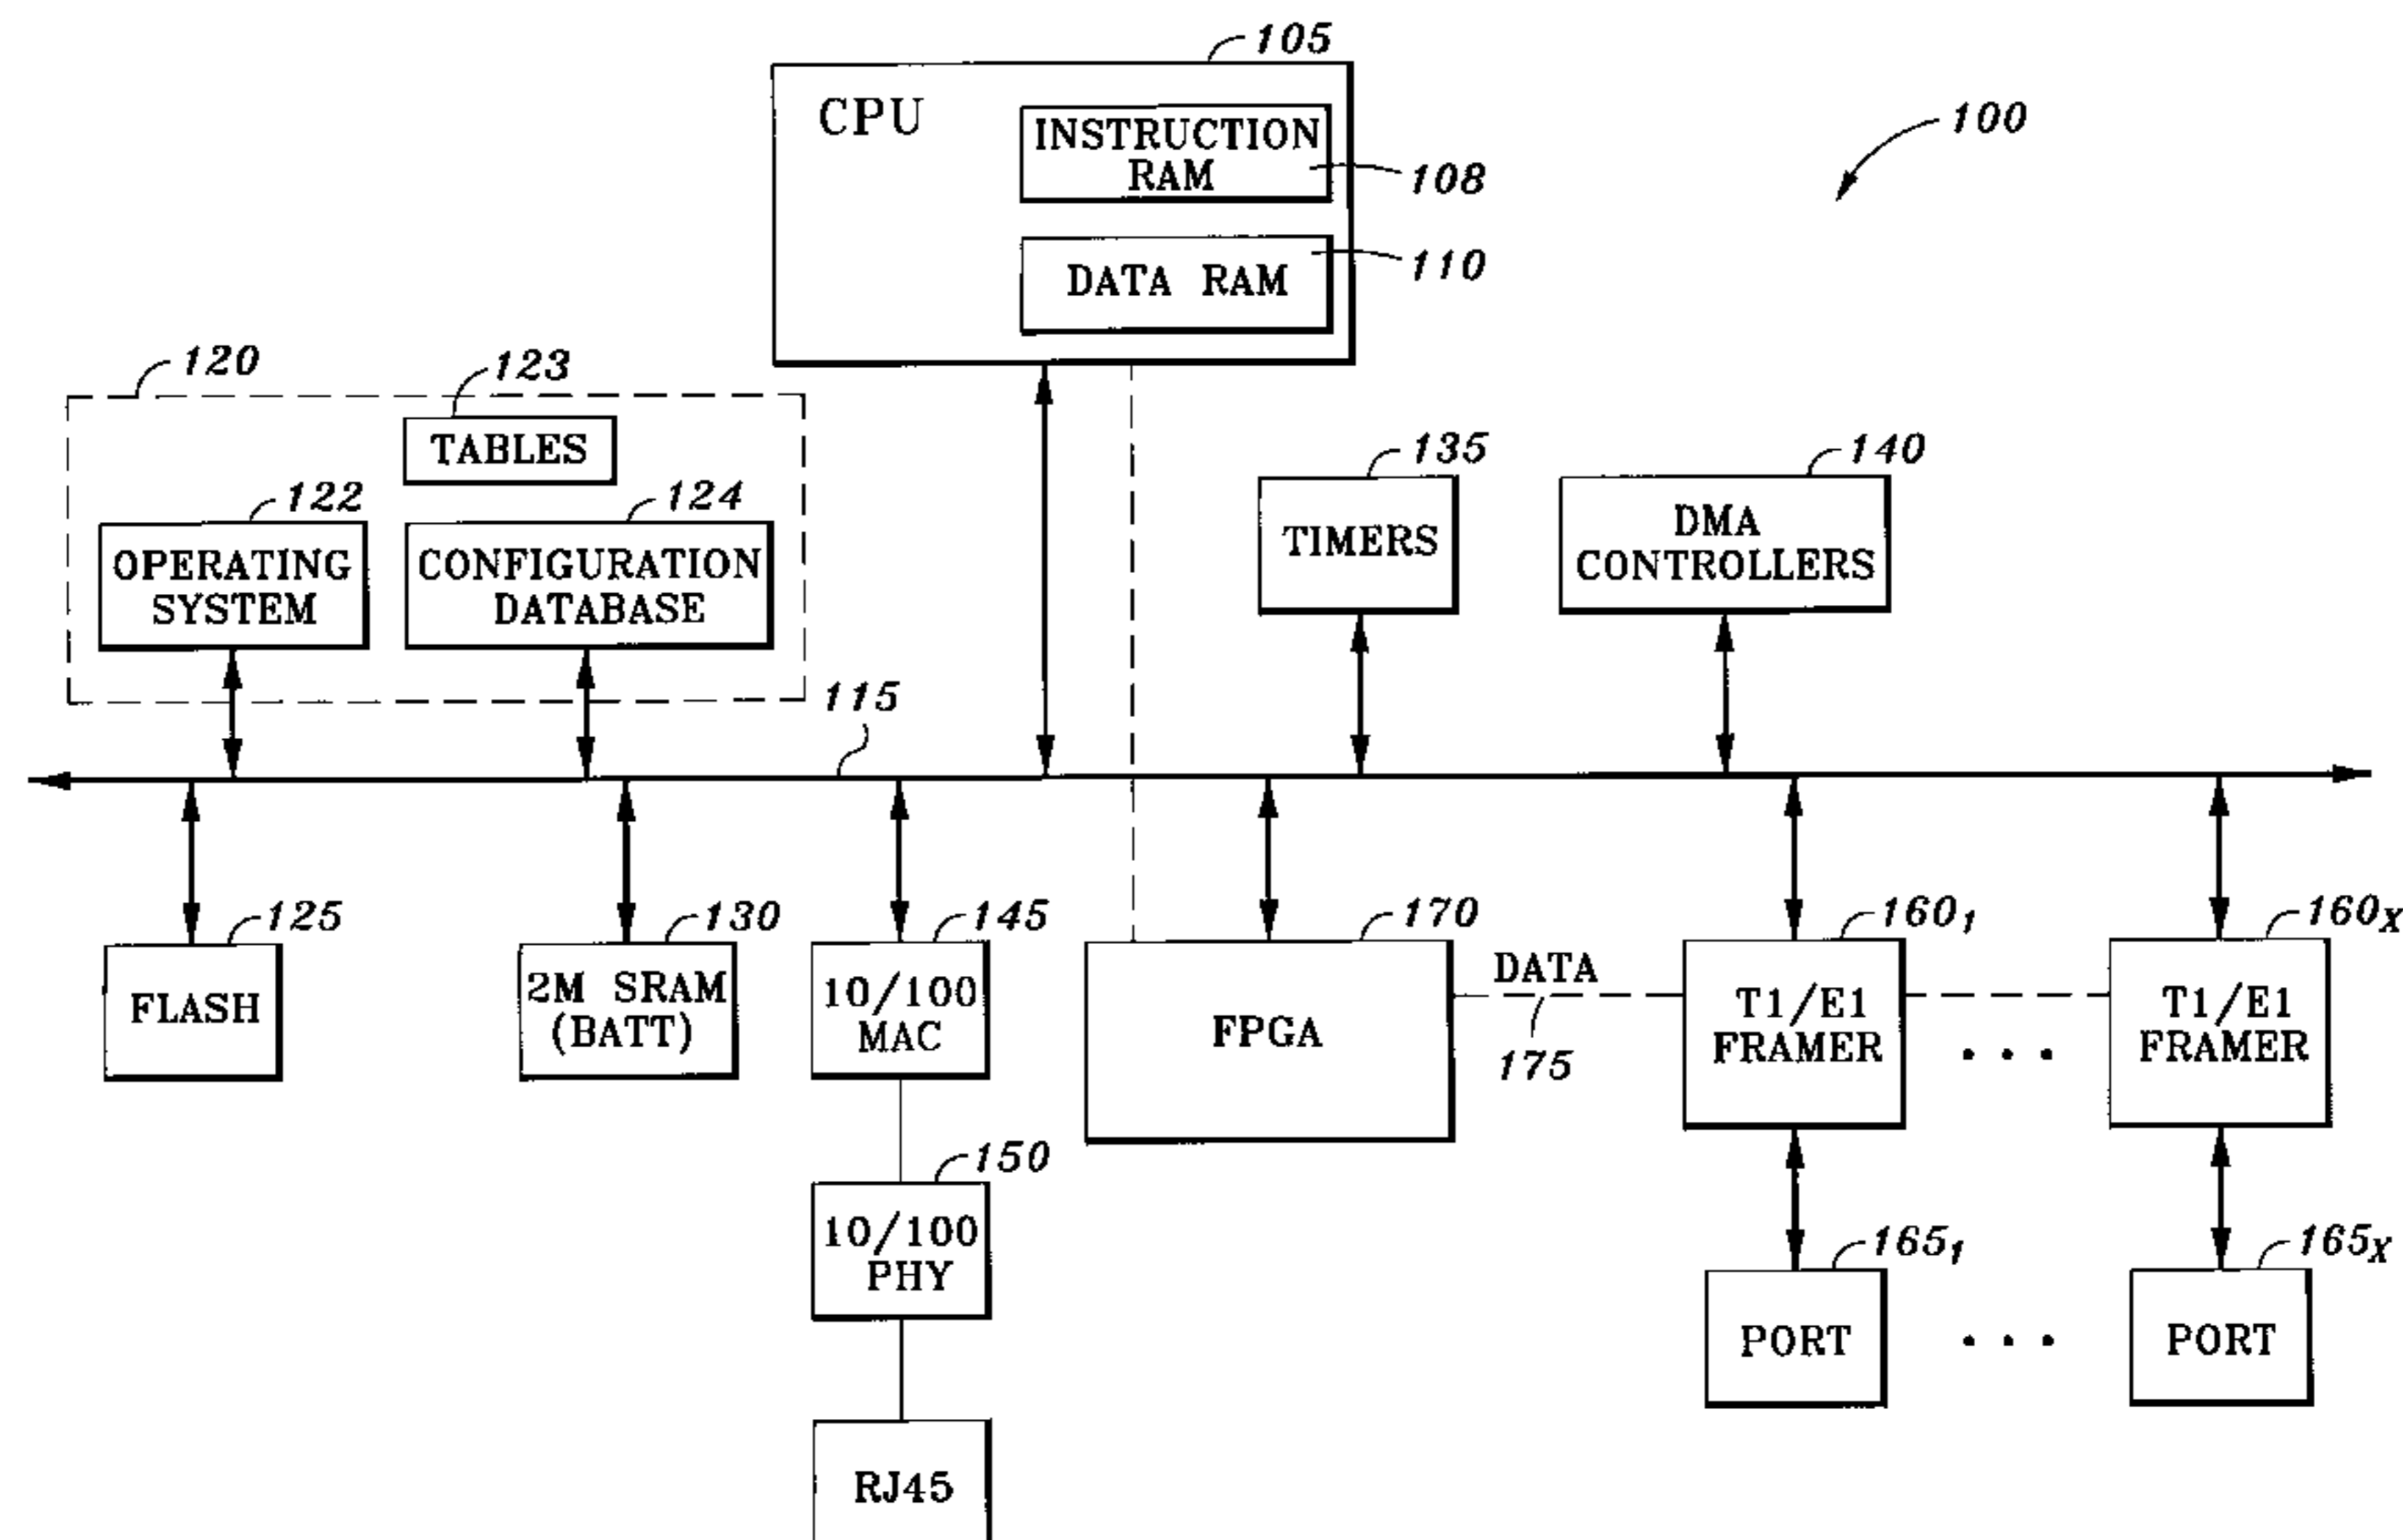 105
CPU
INSTRUCTION
RAM
108
100
DATA RAM
110
120
123
TABLES
122
OPERATING
SYSTEM
124
CONFIGURATION
DATABASE
135
TIMERS
140
DMA
CONTROLLERS
115
125
FLASH
130
2M SRAM
(BATT)
145
10/100
MAC
170
FPGA
DATA
175
160₁
T1/E1
FRAMER
. . .
160ₓ
T1/E1
FRAMER
150
10/100
PHY
165₁
PORT
. . .
165ₓ
PORT
RJ45